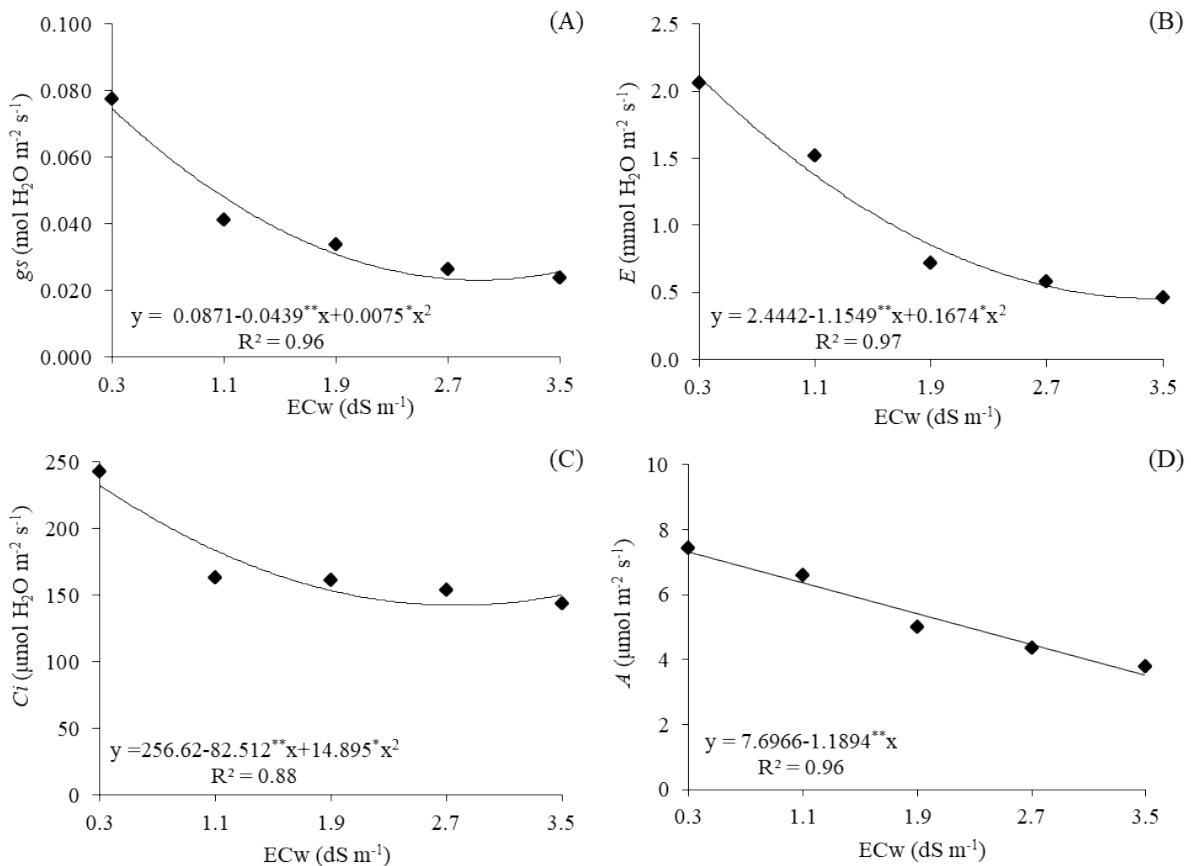 (A)
gs (mol H₂O m⁻² s⁻¹)
0.100
0.080
0.060
0.040
0.020
0.000
y = 0.0871-0.0439**x+0.0075*x²
R² = 0.96
0.3 1.1 1.9 2.7 3.5
ECw (dS m⁻¹)
(B)
E (mmol H₂O m⁻² s⁻¹)
2.5
2.0
1.5
1.0
0.5
0.0
y = 2.4442-1.1549**x+0.1674*x²
R² = 0.97
0.3 1.1 1.9 2.7 3.5
ECw (dS m⁻¹)
(C)
Ci (μmol H₂O m⁻² s⁻¹)
250
200
150
100
50
0
y =256.62-82.512**x+14.895*x²
R² = 0.88
0.3 1.1 1.9 2.7 3.5
ECw (dS m⁻¹)
(D)
A (μmol m⁻² s⁻¹)
10
8
6
4
2
0
y = 7.6966-1.1894**x
R² = 0.96
0.3 1.1 1.9 2.7 3.5
ECw (dS m⁻¹)